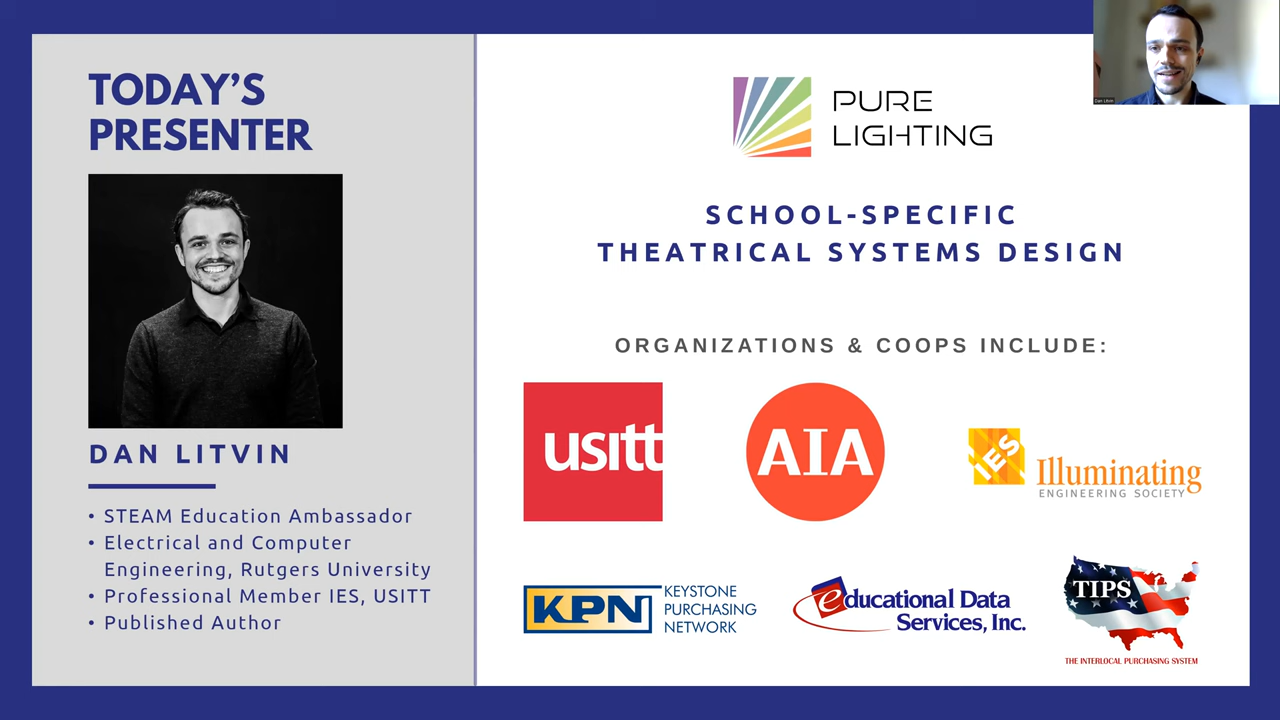 TODAY'S
PRESENTER
DAN LITVIN
• STEAM Education Ambassador
• Electrical and Computer
Engineering, Rutgers University
• Professional Member IES, USITT
• Published Author
PURE
LIGHTING
SCHOOL-SPECIFIC
THEATRICAL SYSTEMS DESIGN
ORGANIZATIONS & COOPS INCLUDE:
usitt
AIA
IES
Illuminating
ENGINEERING SOCIETY
KPN
KEYSTONE
PURCHASING
NETWORK
educational Data
Services, Inc.
TIPS
THE INTERLOCAL PURCHASING SYSTEM
Dan Litvin